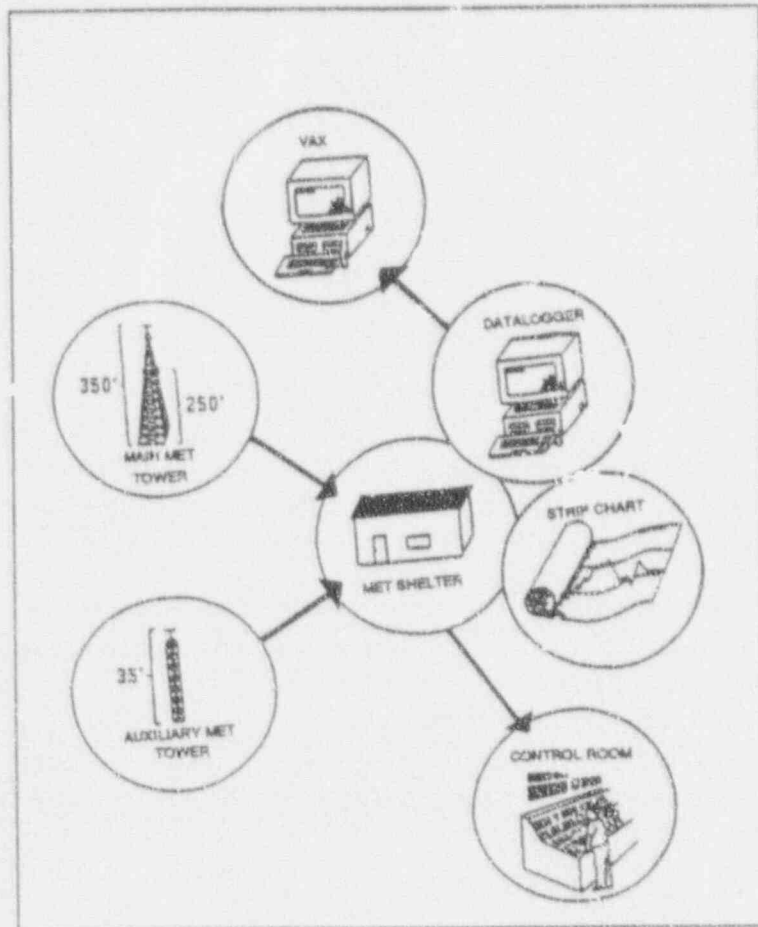 VAX
DATALOGGER
350'
250'
MAIN MET
TOWER
STRIP CHART
MET SHELTER
35'
AUXILIARY MET
TOWER
CONTROL ROOM